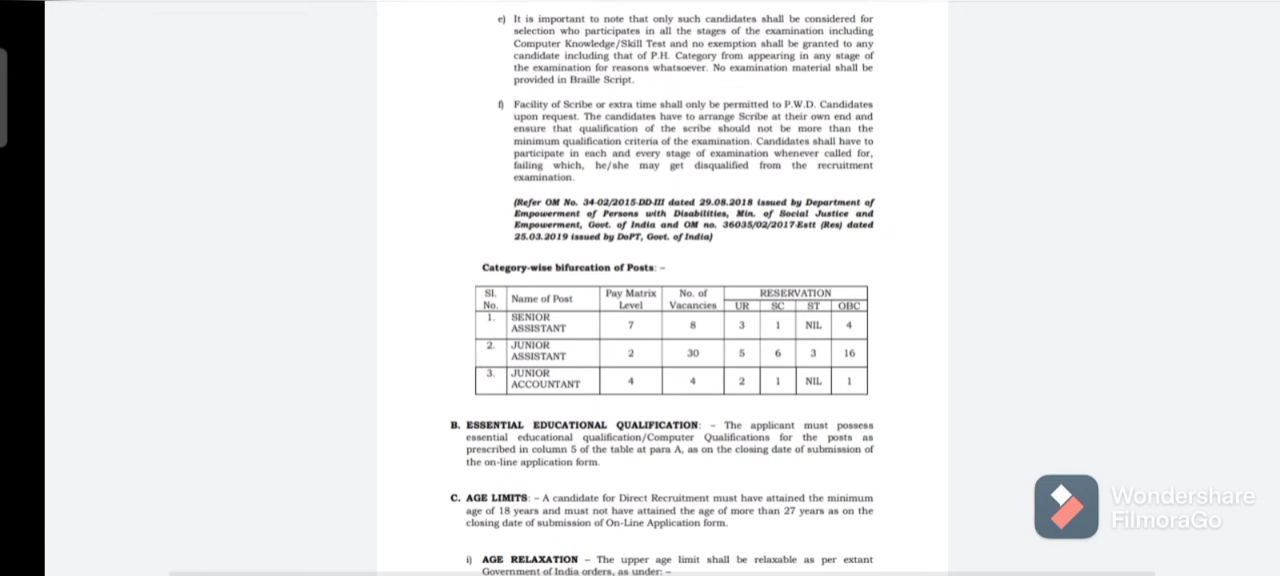 e) It is important to note that only such candidates shall be considered for
selection who participates in all the stages of the examination including
Computer Knowledge/Skill Test and no exemption shall be granted to any
candidate including that of P.H. Category from appearing in any stage of
the examination for reasons whatsoever. No examination material shall be
provided in Braille Script.
f) Facility of Scribe or extra time shall only be permitted to P.W.D. Candidates
upon request. The candidates have to arrange Scribe at their own end and
ensure that qualification of the scribe should not be more than the
minimum qualification criteria of the examination. Candidates shall have to
participate in each and every stage of examination whenever called for,
failing which, he/she may get disqualified from the recruitment
examination.
(Refer OM No. 34-02/2015-DD-III dated 29.08.2018 issued by Department of
Empowerment of Persons with Disabilities, Min. of Social Justice and
Empowerment, Govt. of India and OM no. 36035/02/2017-Estt (Res) dated
25.03.2019 issued by DoPT, Govt. of India)
Category-wise bifurcation of Posts: –
Sl. No. Name of Post Pay Matrix Level No. of Vacancies RESERVATION
UR SC ST OBC
1. SENIOR ASSISTANT 7 8 3 1 NIL 4
2. JUNIOR ASSISTANT 2 30 5 6 3 16
3. JUNIOR ACCOUNTANT 4 4 2 1 NIL 1
B. ESSENTIAL EDUCATIONAL QUALIFICATION: – The applicant must possess
essential educational qualification/Computer Qualifications for the posts as
prescribed in column 5 of the table at para A, as on the closing date of submission of
the on-line application form.
C. AGE LIMITS: – A candidate for Direct Recruitment must have attained the minimum
age of 18 years and must not have attained the age of more than 27 years as on the
closing date of submission of On-Line Application form.
i) AGE RELAXATION – The upper age limit shall be relaxable as per extant
Government of India orders, as under: –
Wondershare
FilmoraGo